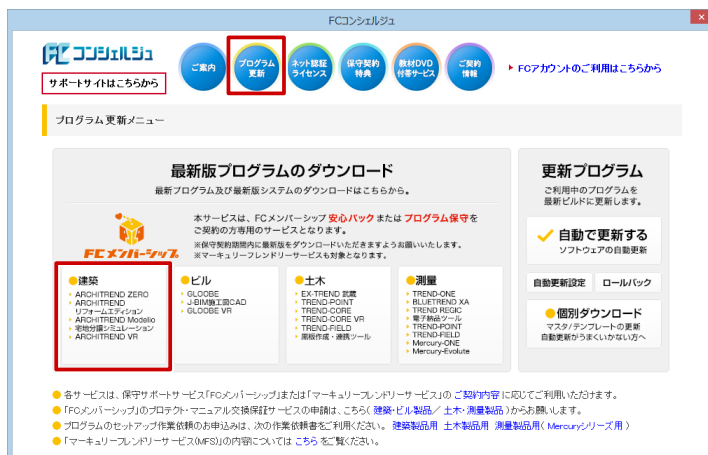 FCコンシェルジュ
FC コンシェルジュ
サポートサイトはこちらから
ご案内
プログラム
更新
ネット認証
ライセンス
保守契約
特典
教材DVD
付帯サービス
ご契約
情報
FCアカウントのご利用はこちらから
プログラム更新メニュー
最新版プログラムのダウンロード
最新プログラム及び最新版システムのダウンロードはこちらから。
FCメンバーシップ
本サービスは、FCメンバーシップ 安心パック または プログラム保守を
ご契約の方専用のサービスとなります。
※保守契約期間内に最新版をダウンロードいただきますようお願いいたします。
※マーキュリーフレンドリーサービスも対象となります。
建築
ARCHITREND ZERO
ARCHITREND
リフォームエディション
ARCHITREND Modelio
宅地分譲シミュレーション
ARCHITREND VR
ビル
GLOOBE
J-BIM施工図CAD
GLOOBE VR
土木
EX-TREND 武蔵
TREND-POINT
TREND-CORE
TREND-CORE VR
TREND-FIELD
黒板作成・連携ツール
測量
TREND-ONE
BLUETREND XA
TREND REGIC
電子納品ツール
TREND-POINT
TREND-FIELD
Mercury-ONE
Mercury-Evolute
更新プログラム
ご利用中のプログラムを
最新ビルドに更新します。
自動で更新する
ソフトウェアの自動更新
自動更新設定
ロールバック
個別ダウンロード
マスタ/テンプレートの更新
自動更新がうまくいかない方へ
各サービスは、保守サポートサービス「FCメンバーシップ」または「マーキュリーフレンドリーサービス」の ご契約内容 に応じてご利用いただけます。
「FCメンバーシップ」のプロテクト・マニュアル交換保証サービスの申請は、こちら( 建築・ビル製品／ 土木・測量製品 )からお願いします。
プログラムのセットアップ作業依頼のお申込みは、次の作業依頼書をご利用ください。 建築製品用 土木製品用 測量製品用( Mercuryシリーズ用 )
「マーキュリーフレンドリーサービス(MFS)」の内容については こちら をご覧ください。